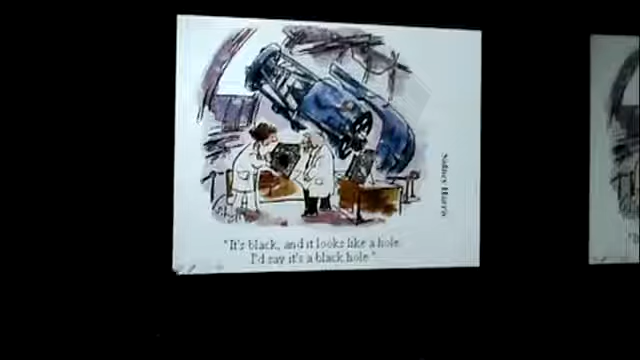 "It's black, and it looks like a hole.
I'd say it's a black hole."
Sidney Harris